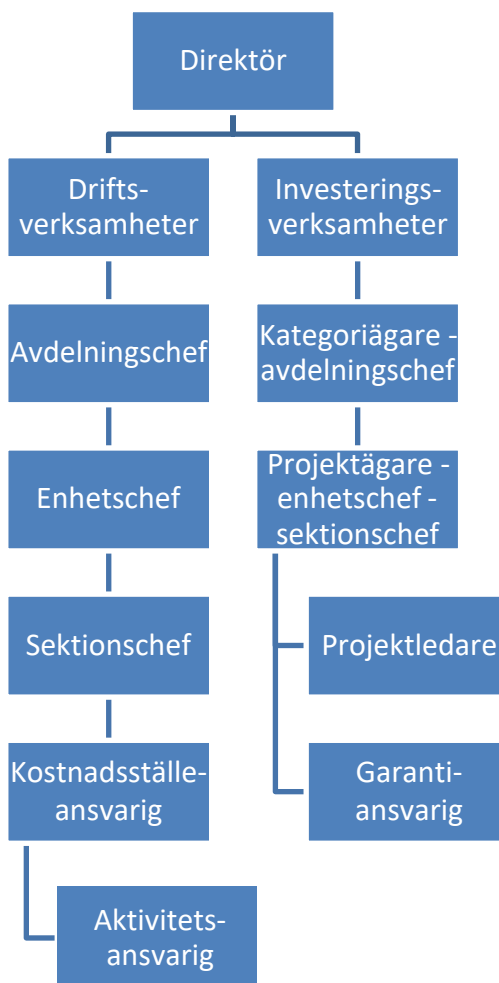 Direktör
Drifts-
verksamheter
Avdelningschef
Enhetschef
Sektionschef
Kostnadsställe-
ansvarig
Aktivitets-
ansvarig
Investerings-
verksamheter
Kategoriägare -
avdelningschef
Projektägare -
enhetschef -
sektionschef
Projektledare
Garanti-
ansvarig